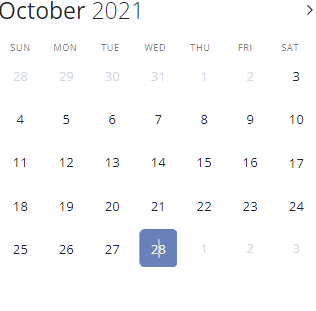 October 2021
SUN MON TUE WED THU FRI SAT
28 29 30 31 1 2 3
4 5 6 7 8 9 10
11 12 13 14 15 16 17
18 19 20 21 22 23 24
25 26 27 28 1 2 3